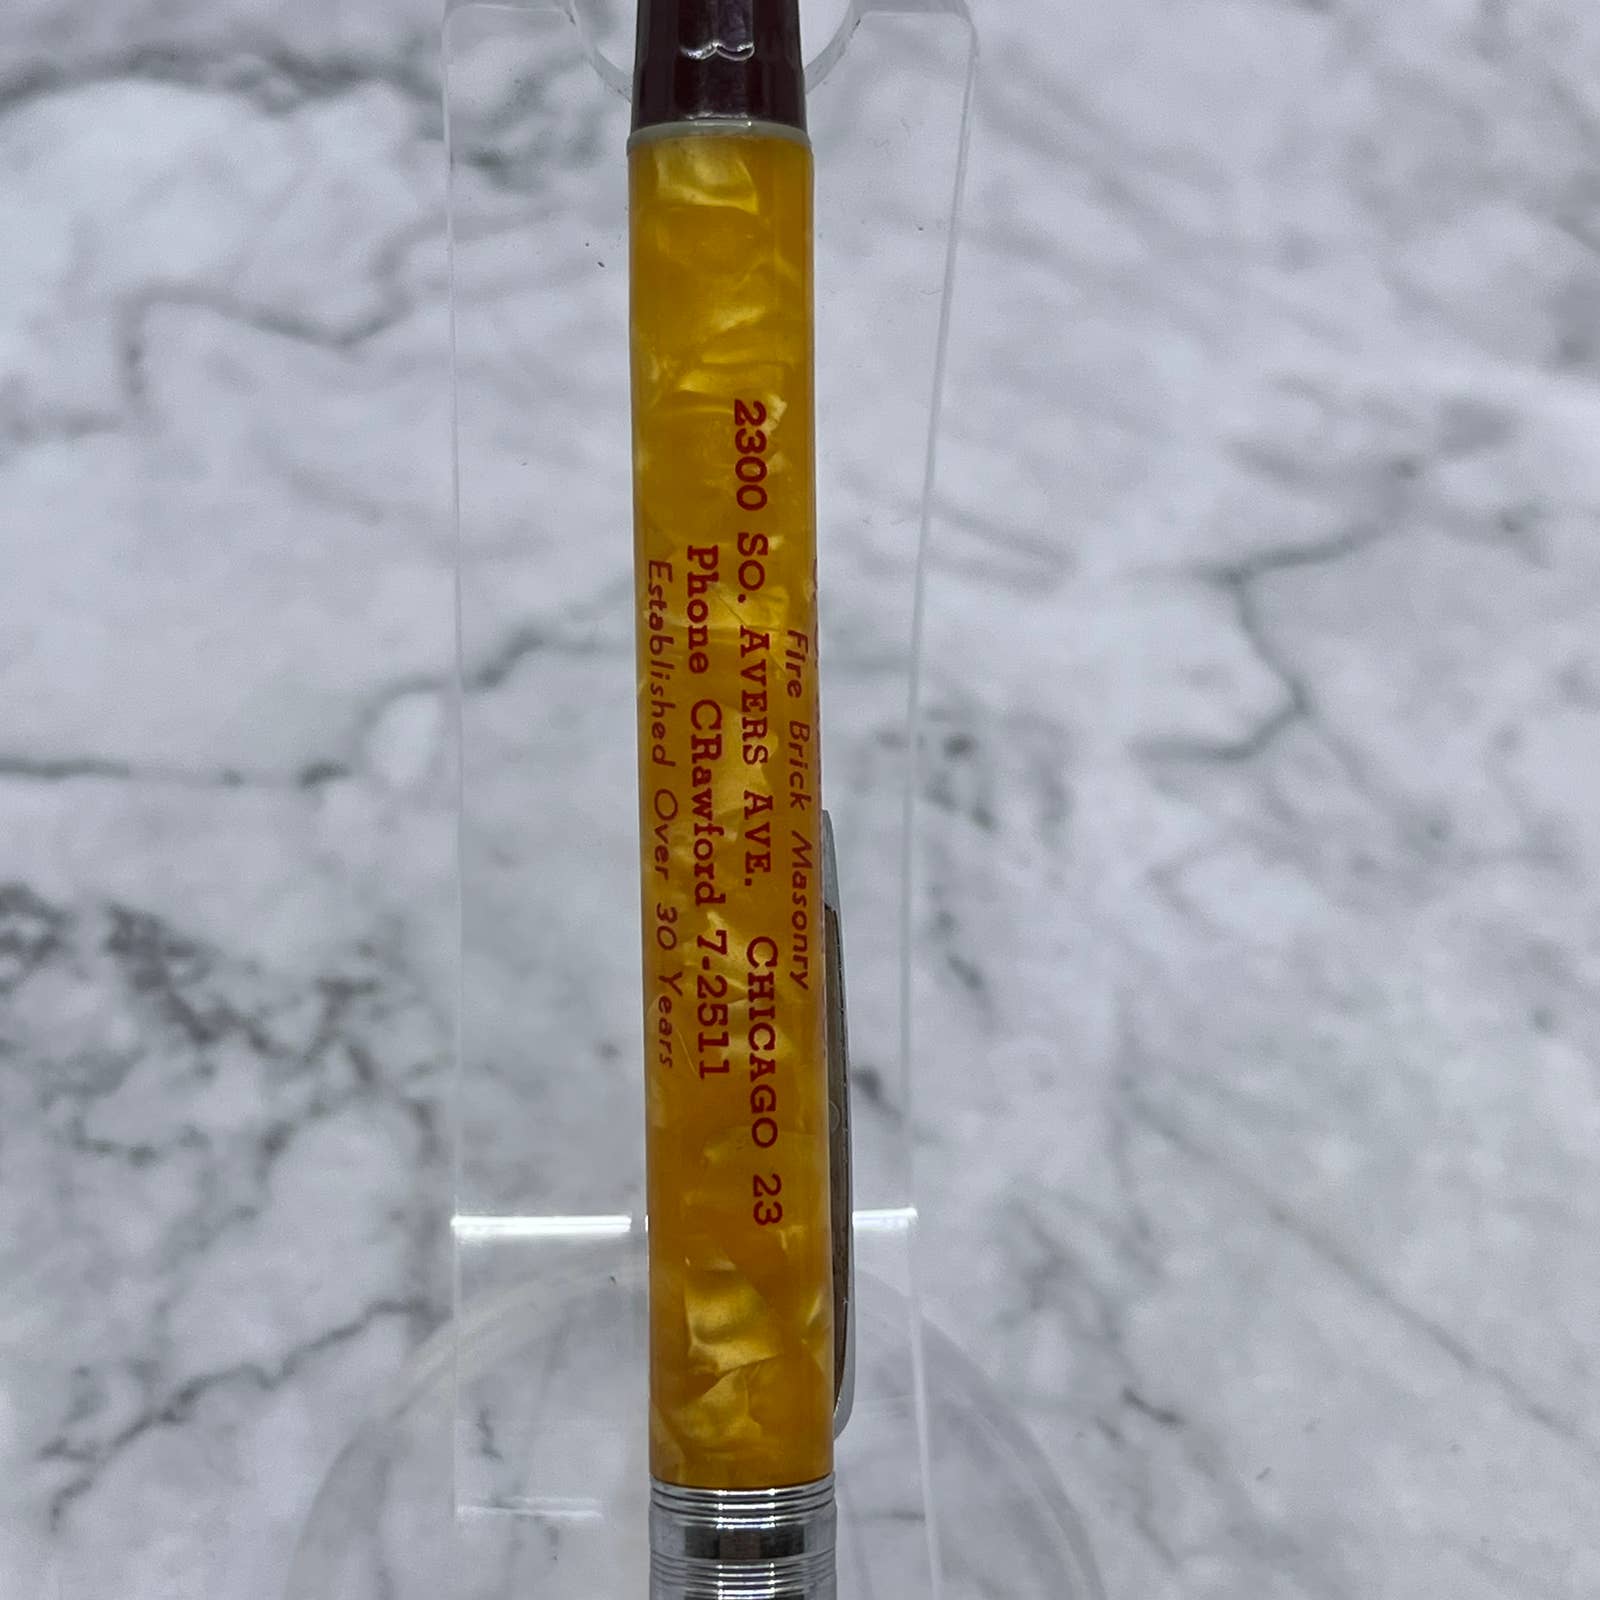 Fire Brick Masonry
2300 SO. AVERS AVE. CHICAGO 23
Phone CRawford 7-2511
Established Over 30 Years